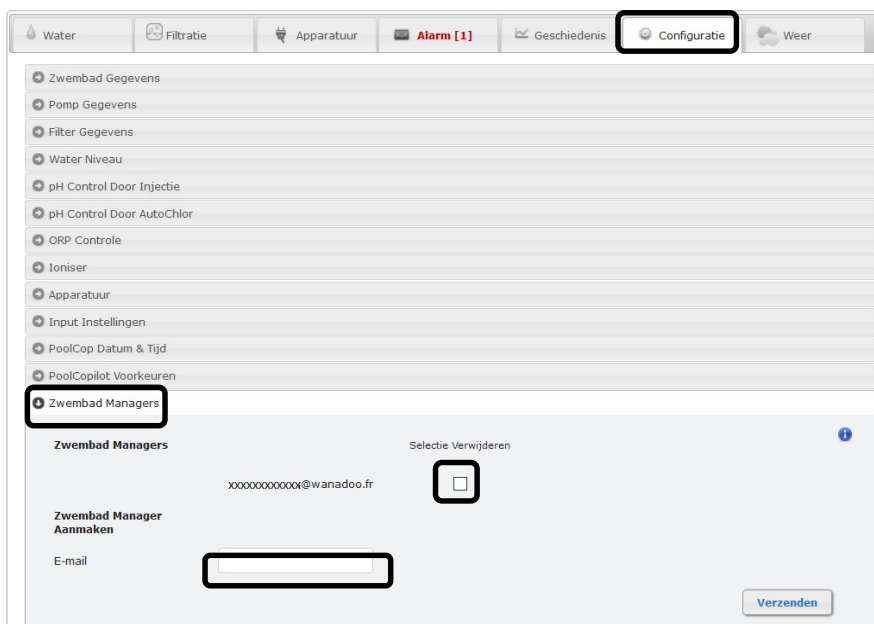 Water Filtratie Apparatuur Alarm [1] Geschiedenis Configuratie Weer
Zwembad Gegevens
Pomp Gegevens
Filter Gegevens
Water Niveau
pH Control Door Injectie
pH Control Door AutoChlor
ORP Controle
Ioniser
Apparatuur
Input Instellingen
PoolCop Datum & Tijd
PoolCopilot Voorkeuren
Zwembad Managers
Zwembad Managers Selectie Verwijderen
xxxxxxxxxxxx@wanadoo.fr
Zwembad Manager
Aanmaken
E-mail
Verzenden